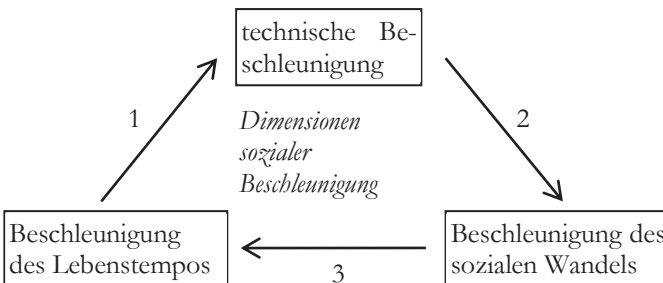 technische Be-
schleunigung
1
Dimensionen
sozialer
Beschleunigung
2
Beschleunigung
des Lebenstempos
3
Beschleunigung des
sozialen Wandels